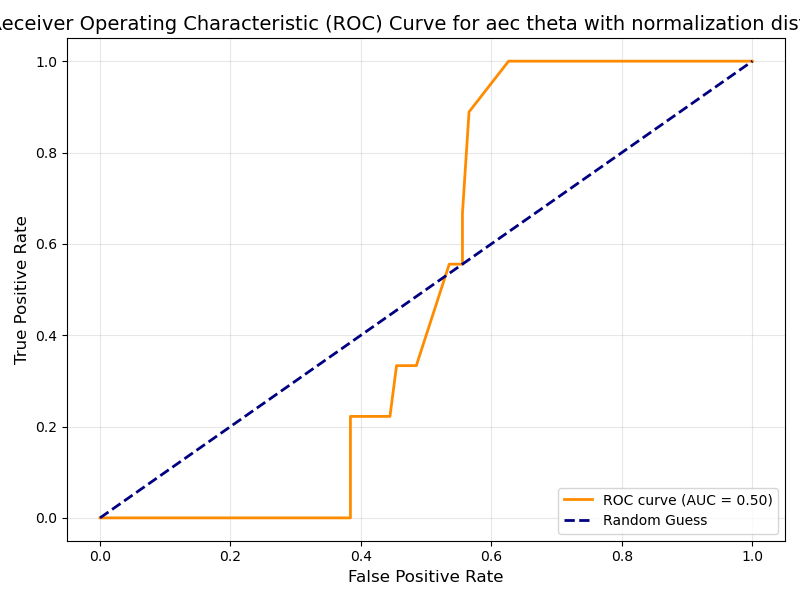 eceiver Operating Characteristic (ROC) Curve for aec theta with normalization dis
1.0
0.8
0.6
0.4
0.2
0.0
True Positive Rate
0.0 0.2 0.4 0.6 0.8 1.0
False Positive Rate
ROC curve (AUC = 0.50)
Random Guess